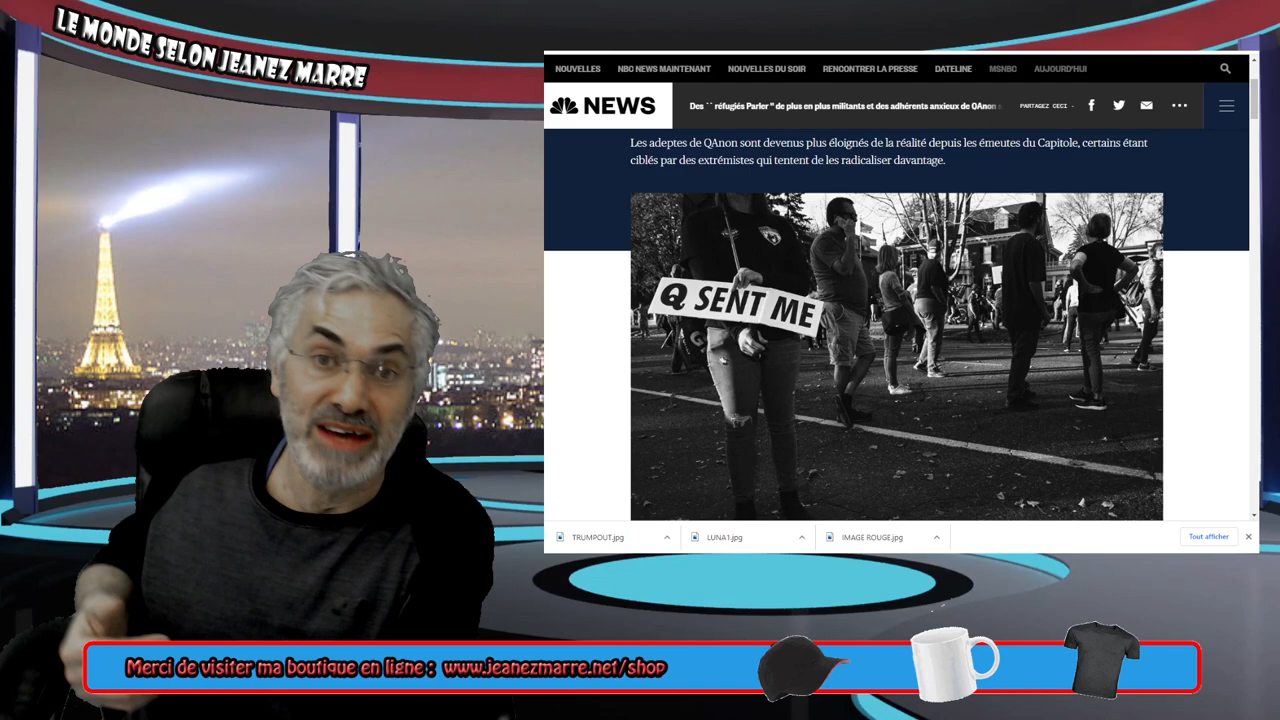 LE MONDE SELON JEANEZ MARRE
NOUVELLES NBC NEWS MAINTENANT NOUVELLES DU SOIR RENCONTRER LA PRESSE DATELINE MSNBC AUJOURD'HUI
NEWS
Des `` réfugiés Parler " de plus en plus militants et des adhérents anxieux de QAnon s
PARTAGEZ CECI -
Les adeptes de QAnon sont devenus plus éloignés de la réalité depuis les émeutes du Capitole, certains étant
ciblés par des extrémistes qui tentent de les radicaliser davantage.
Q SENT ME
TRUMPOUT.jpg LUNA1.jpg IMAGE ROUGE.jpg Tout afficher
Merci de visiter ma boutique en ligne : www.jeanezmarre.net/shop